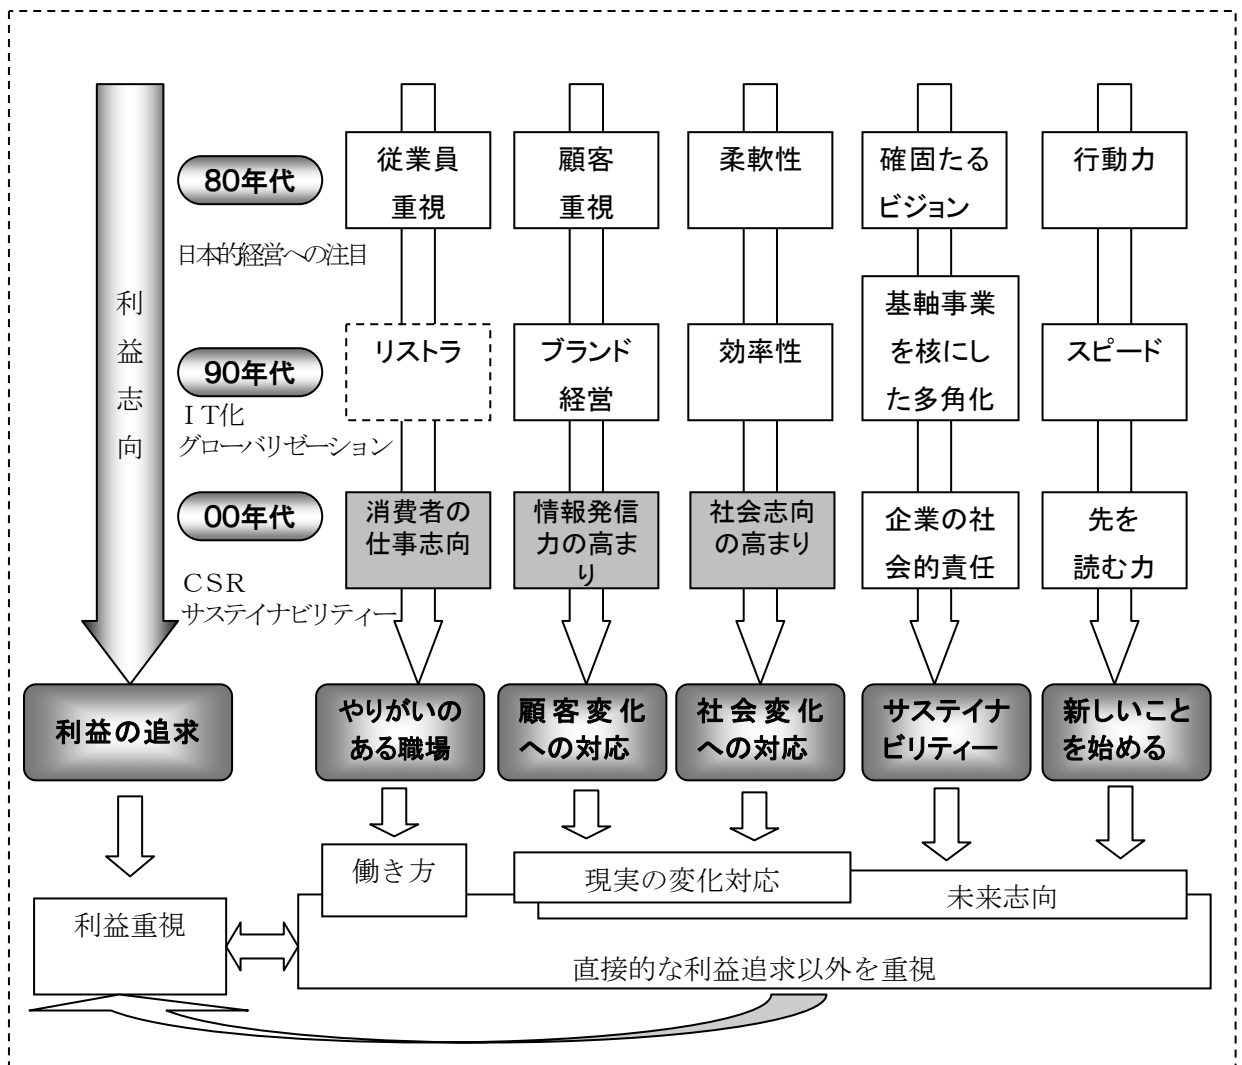 80年代
従業員
重視
顧客
重視
柔軟性
確固たる
ビジョン
行動力
日本的経営への注目
利
益
志
向
90年代
ＩＴ化
グローバリゼーション
リストラ
ブランド
経営
効率性
基軸事業
を核にし
た多角化
スピード
00年代
CSR
サステイナビリティー
消費者の
仕事志向
情報発信
力の高ま
り
社会志向
の高まり
企業の社
会的責任
先を
読む力
利益の追求
やりがいの
ある職場
顧客変化
への対応
社会変化
への対応
サステイナ
ビリティー
新しいこと
を始める
働き方
現実の変化対応
未来志向
利益重視
直接的な利益追求以外を重視